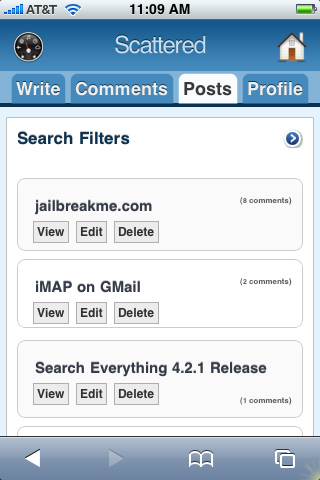 AT&T 11:09 AM
Scattered
Write Comments Posts Profile
Search Filters
jailbreakme.com (8 comments)
View Edit Delete
iMAP on GMail (2 comments)
View Edit Delete
Search Everything 4.2.1 Release
View Edit Delete (1 comments)